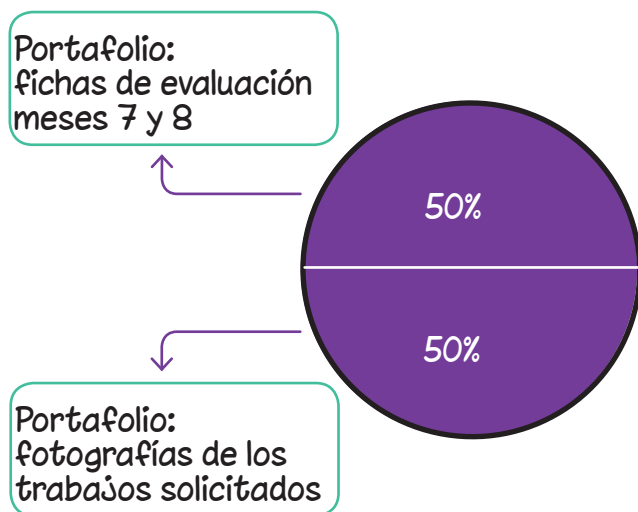 Portafolio:
fichas de evaluación
meses 7 y 8
50%
50%
Portafolio:
fotografías de los
trabajos solicitados